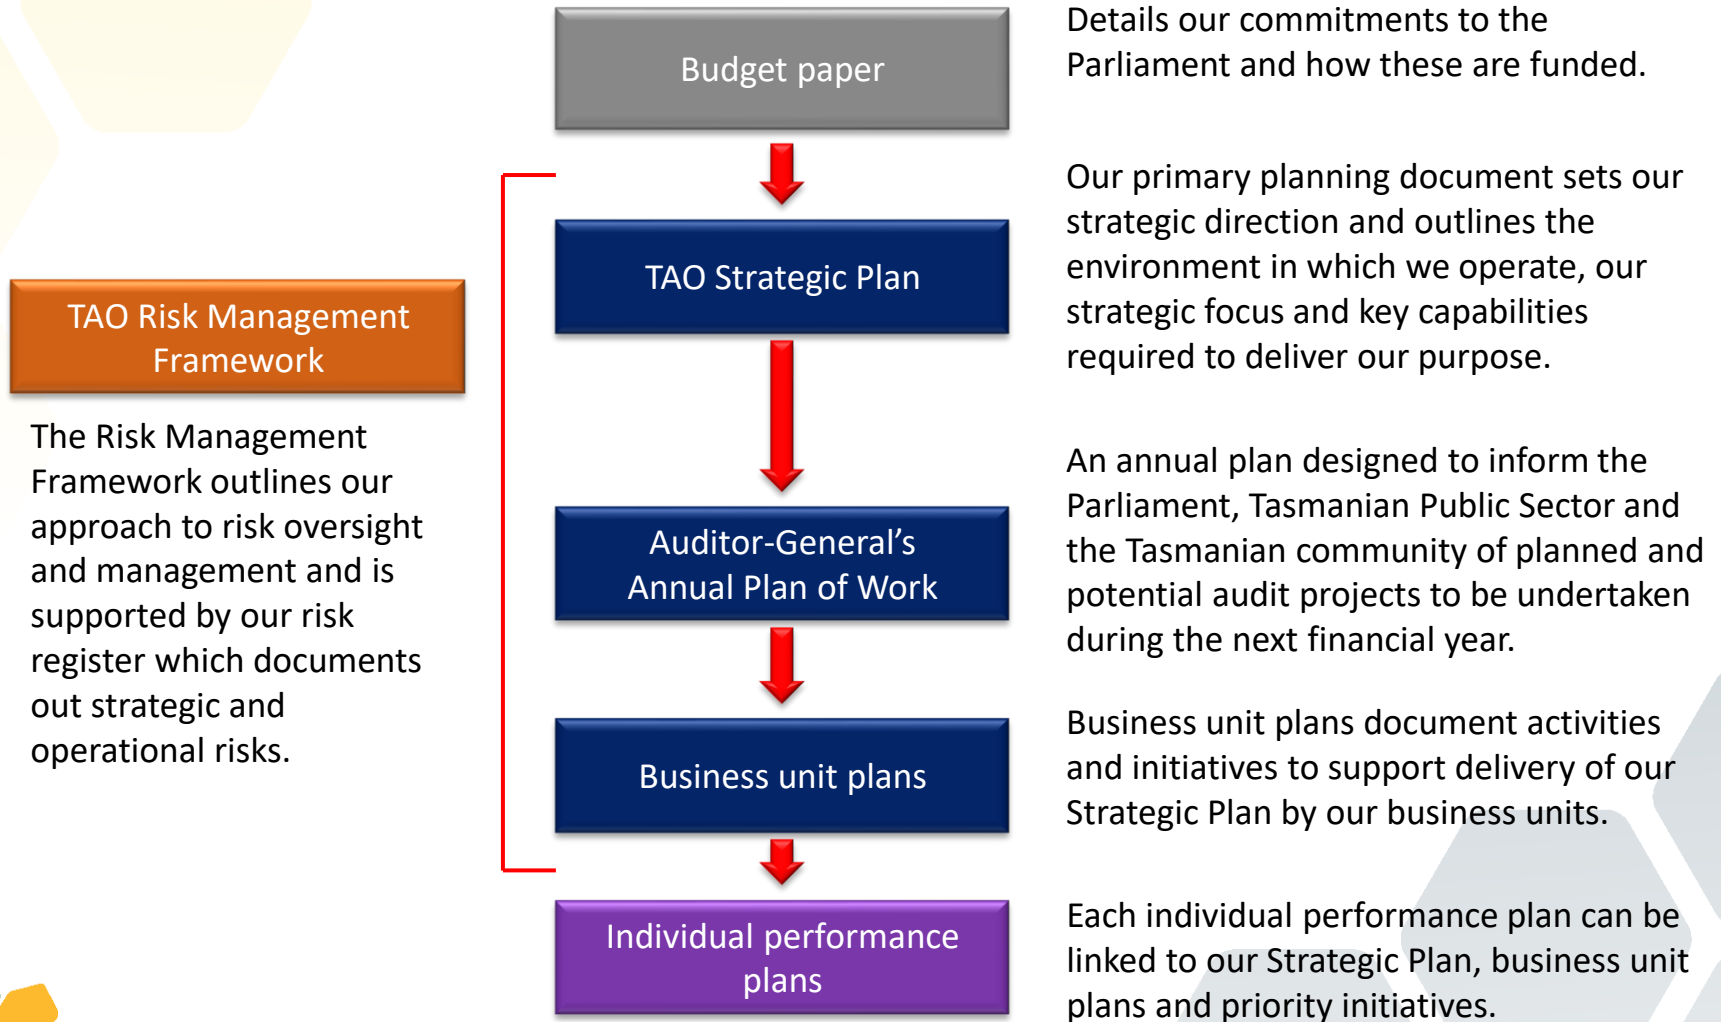 Budget paper
Details our commitments to the
Parliament and how these are funded.
TAO Strategic Plan
Our primary planning document sets our
strategic direction and outlines the
environment in which we operate, our
strategic focus and key capabilities
required to deliver our purpose.
TAO Risk Management
Framework
The Risk Management
Framework outlines our
approach to risk oversight
and management and is
supported by our risk
register which documents
out strategic and
operational risks.
Auditor-General’s
Annual Plan of Work
An annual plan designed to inform the
Parliament, Tasmanian Public Sector and
the Tasmanian community of planned and
potential audit projects to be undertaken
during the next financial year.
Business unit plans
Business unit plans document activities
and initiatives to support delivery of our
Strategic Plan by our business units.
Individual performance
plans
Each individual performance plan can be
linked to our Strategic Plan, business unit
plans and priority initiatives.